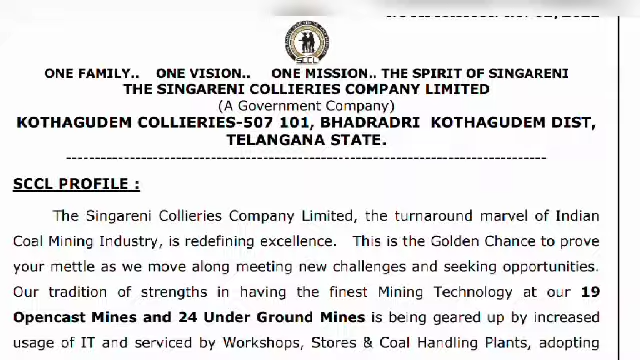 SCCL
ONE FAMILY.. ONE VISION.. ONE MISSION.. THE SPIRIT OF SINGARENI
THE SINGARENI COLLIERIES COMPANY LIMITED
(A Government Company)
KOTHAGUDEM COLLIERIES-507 101, BHADRADRI KOTHAGUDEM DIST,
TELANGANA STATE.
--------------------------------------------------------------------------------
SCCL PROFILE :
The Singareni Collieries Company Limited, the turnaround marvel of Indian
Coal Mining Industry, is redefining excellence. This is the Golden Chance to prove
your mettle as we move along meeting new challenges and seeking opportunities.
Our tradition of strengths in having the finest Mining Technology at our 19
Opencast Mines and 24 Under Ground Mines is being geared up by increased
usage of IT and serviced by Workshops, Stores & Coal Handling Plants, adopting